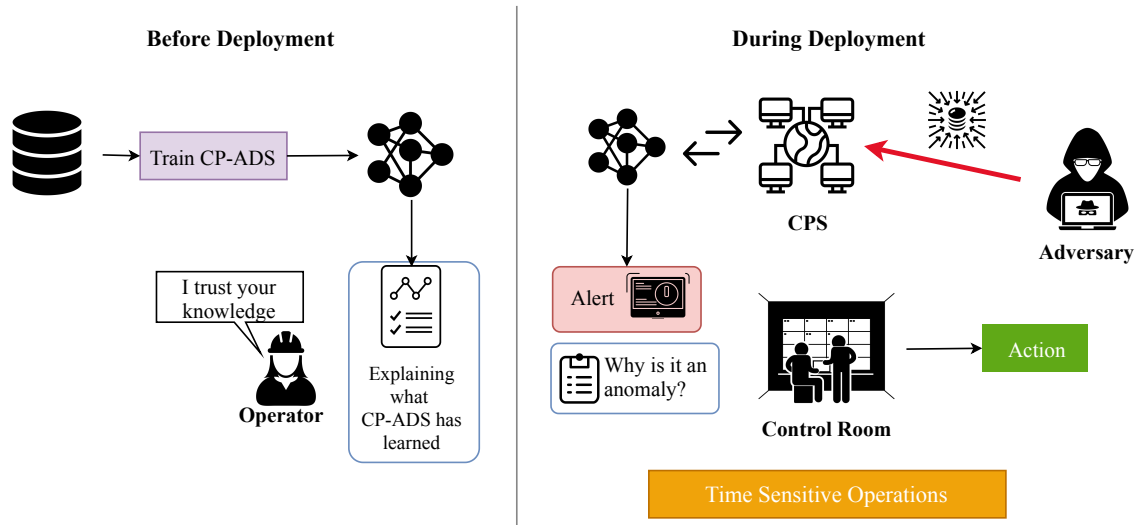 Before Deployment
Train CP-ADS
I trust your
knowledge
Operator
Explaining
what
CP-ADS has
learned
During Deployment
CPS
Adversary
Alert
Why is it an
anomaly?
Control Room
Action
Time Sensitive Operations